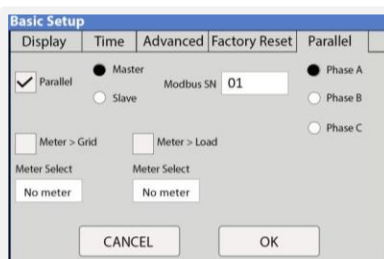 Basic Setup
Display Time Advanced Factory Reset Parallel
Parallel Master Modbus SN 01 Phase A
Slave Phase B
Phase C
Meter > Grid Meter > Load
Meter Select Meter Select
No meter No meter
CANCEL OK